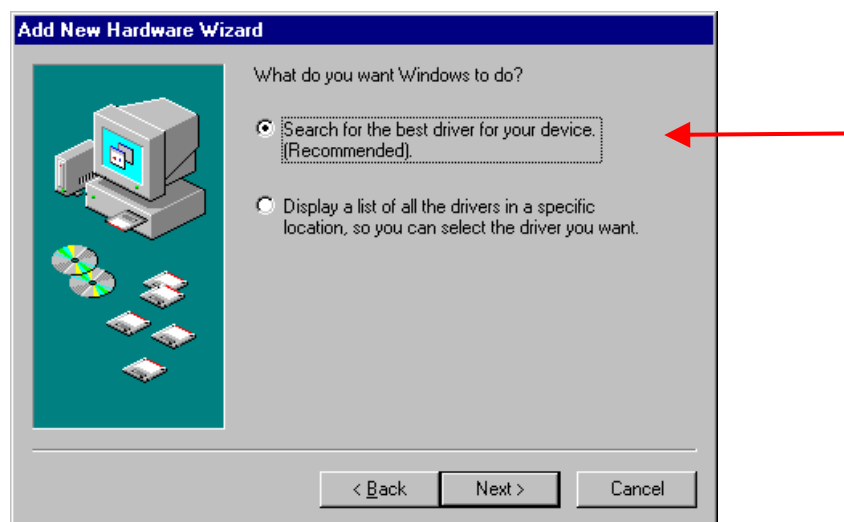 Add New Hardware Wizard
What do you want Windows to do?
Search for the best driver for your device.
(Recommended).
Display a list of all the drivers in a specific
location, so you can select the driver you want.
< Back
Next >
Cancel